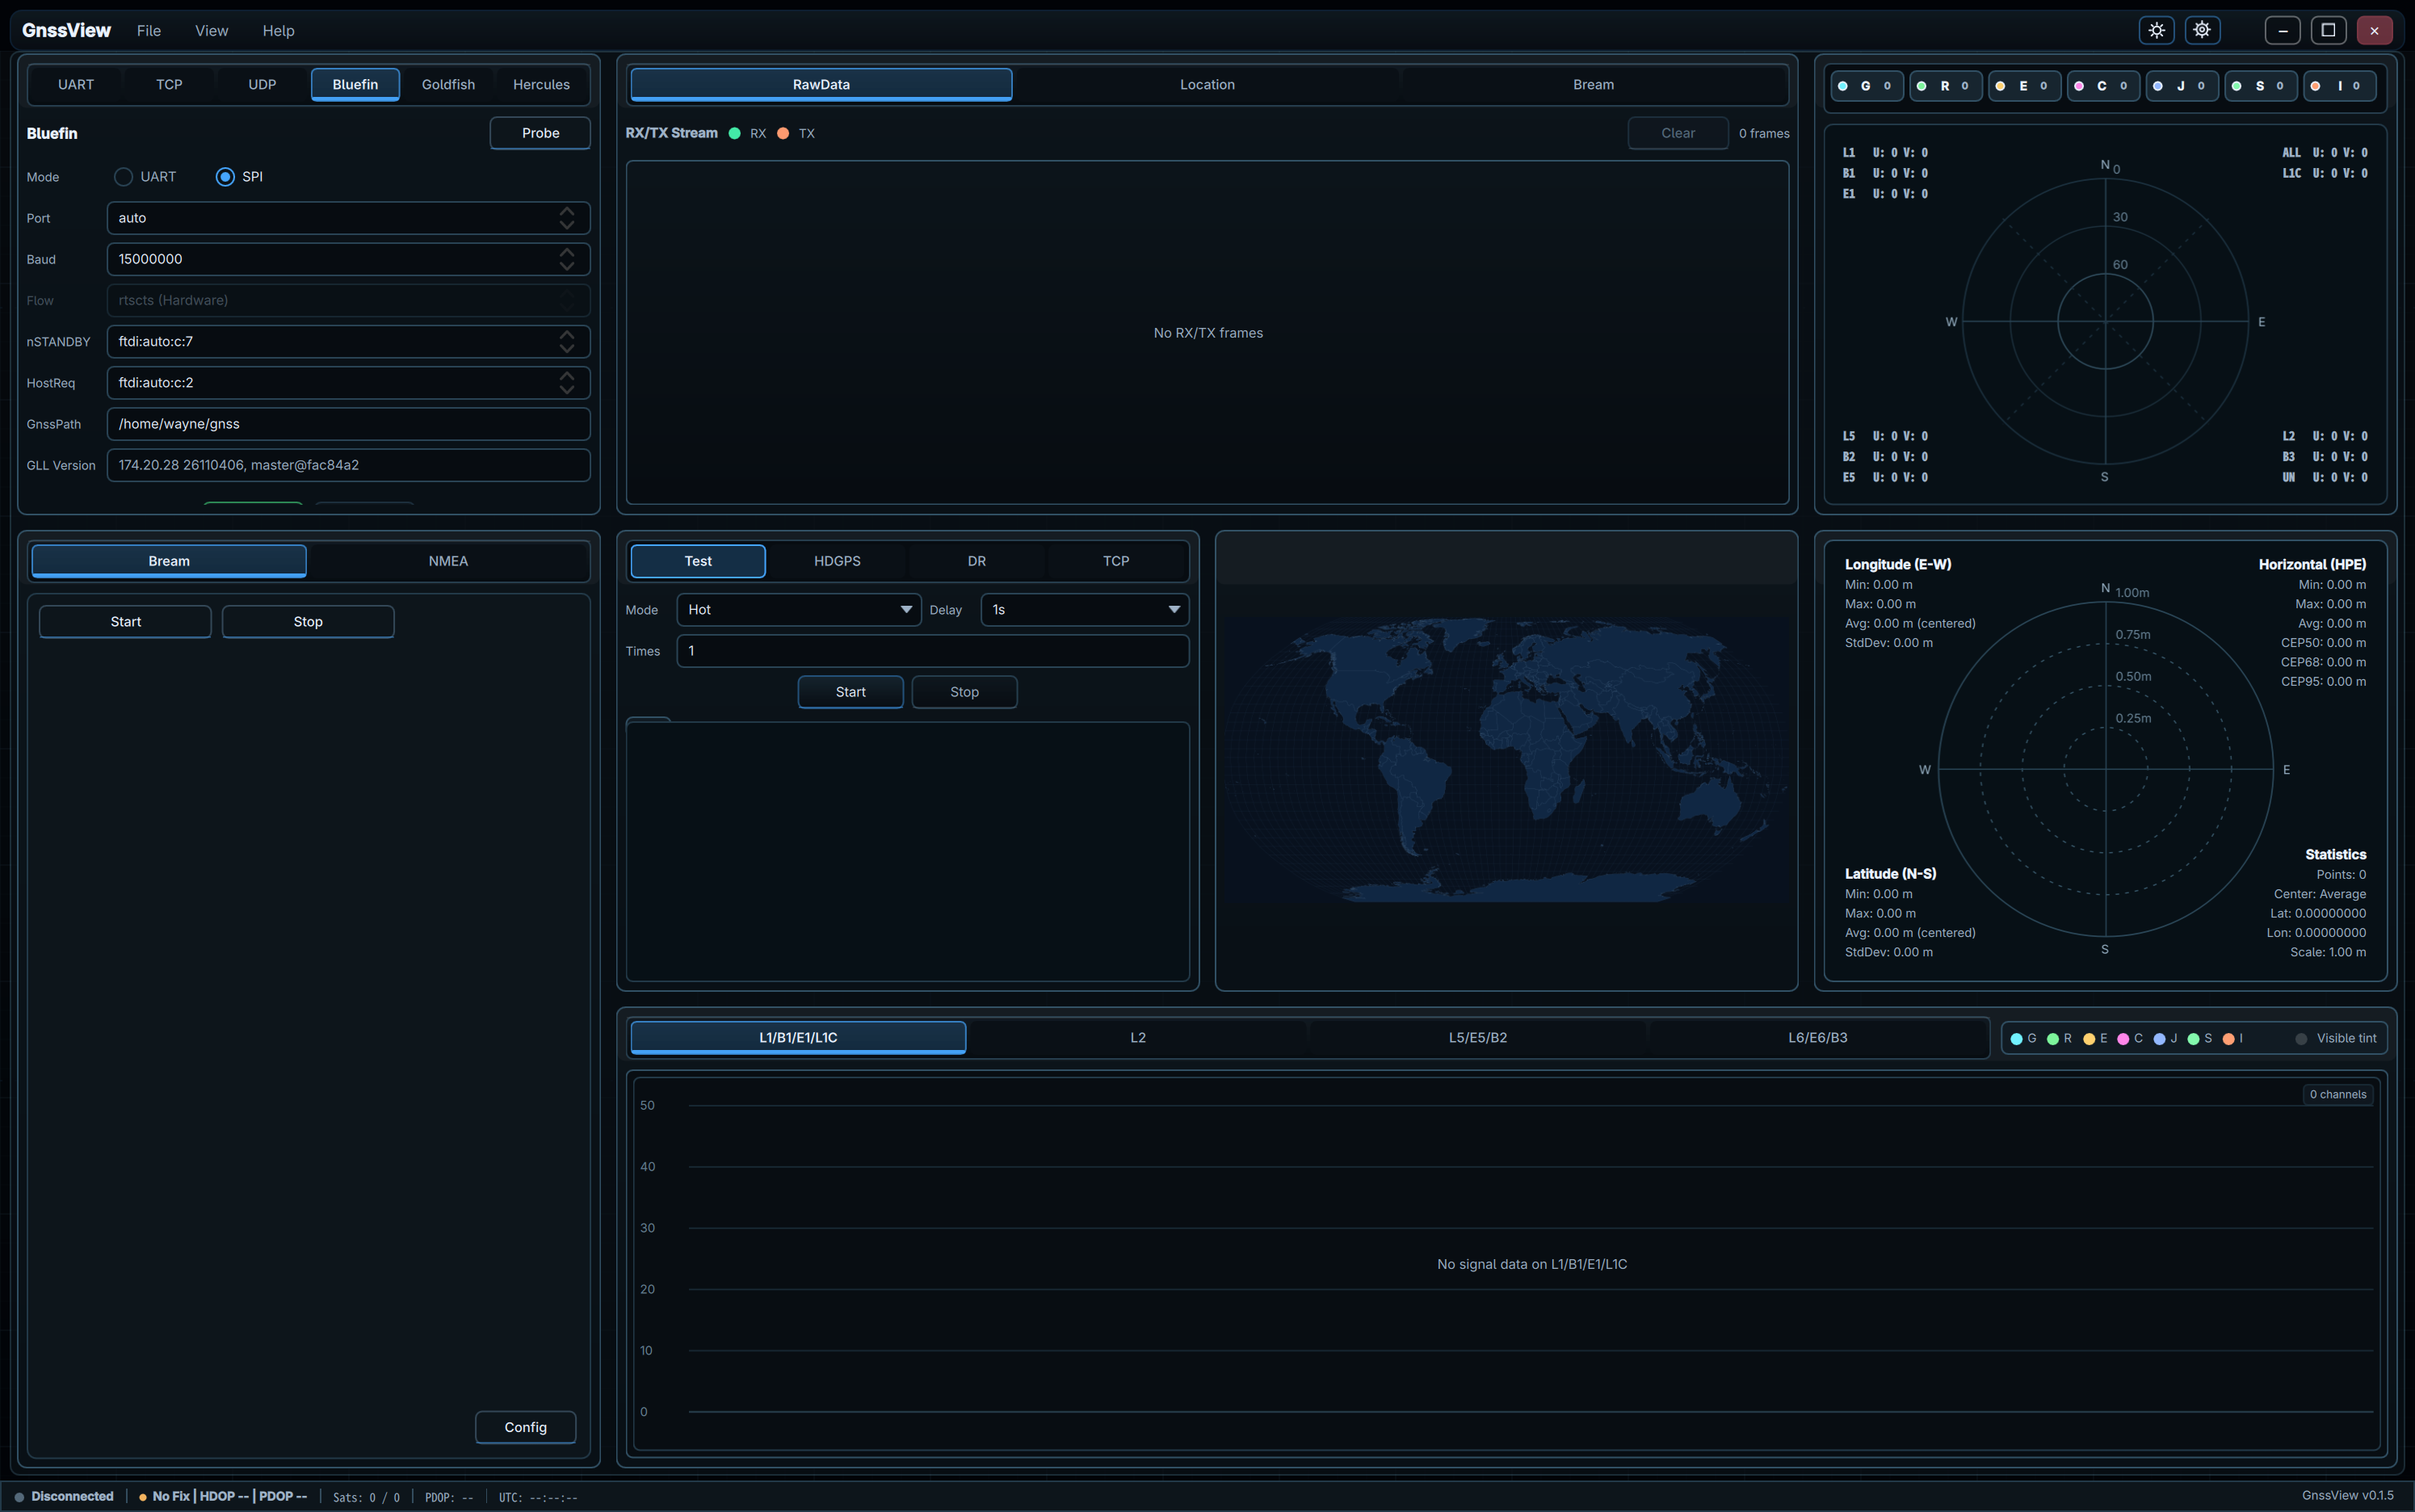 GnssView File View Help
UART TCP UDP Bluefin Goldfish Hercules
Bluefin Probe
Mode UART SPI
Port auto
Baud 15000000
Flow rtscts (Hardware)
nSTANDBY ftdi:auto:c:7
HostReq ftdi:auto:c:2
GnssPath /home/wayne/gnss
GLL Version 174.20.28 26110406, master@fac84a2
RawData Location Bream
RX/TX Stream RX TX Clear 0 frames
No RX/TX frames
G 0 R 0 E 0 C 0 J 0 S 0 I 0
L1 U: 0 V: 0
B1 U: 0 V: 0
E1 U: 0 V: 0
ALL U: 0 V: 0
L1C U: 0 V: 0
N 0
30
60
W E
S
L5 U: 0 V: 0
B2 U: 0 V: 0
E5 U: 0 V: 0
L2 U: 0 V: 0
B3 U: 0 V: 0
UN U: 0 V: 0
Bream NMEA
Start Stop
Config
Test HDGPS DR TCP
Mode Hot Delay 1s
Times 1
Start Stop
Longitude (E-W)
Min: 0.00 m
Max: 0.00 m
Avg: 0.00 m (centered)
StdDev: 0.00 m
Horizontal (HPE)
Min: 0.00 m
Max: 0.00 m
Avg: 0.00 m
CEP50: 0.00 m
CEP68: 0.00 m
CEP95: 0.00 m
N 1.00m
0.75m
0.50m
0.25m
W E
S
Latitude (N-S)
Min: 0.00 m
Max: 0.00 m
Avg: 0.00 m (centered)
StdDev: 0.00 m
Statistics
Points: 0
Center: Average
Lat: 0.00000000
Lon: 0.00000000
Scale: 1.00 m
L1/B1/E1/L1C L2 L5/E5/B2 L6/E6/B3
G R E C J S I Visible tint
0 channels
50
40
30
No signal data on L1/B1/E1/L1C
20
10
0
Disconnected No Fix | HDOP -- | PDOP -- Sats: 0 / 0 PDOP: -- UTC: --:--:-- GnssView v0.1.5